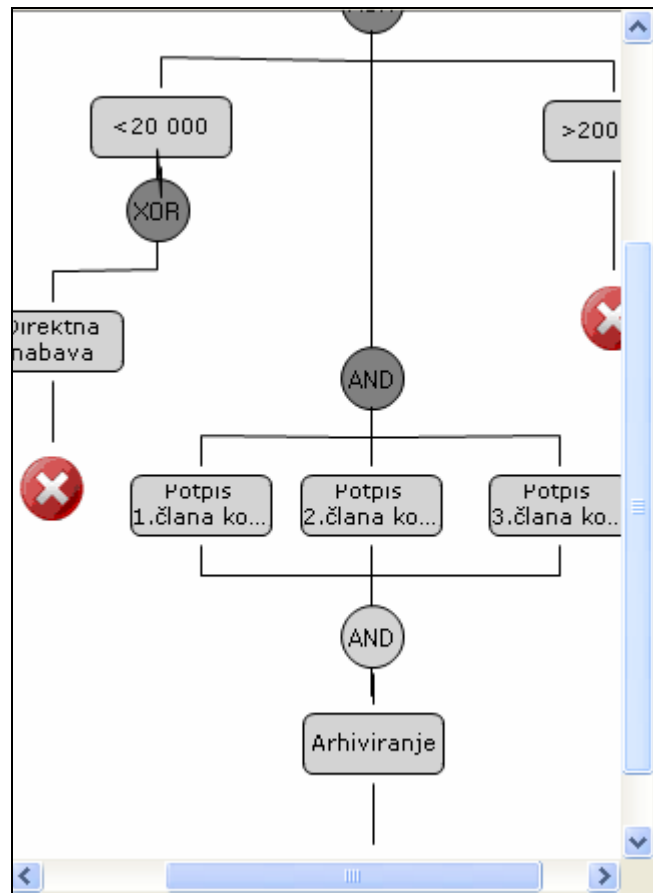 <20 000
>200
XOR
Direktna
nabava
AND
Potpis
1.člana ko...
Potpis
2.člana ko...
Potpis
3.člana ko...
AND
Arhiviranje